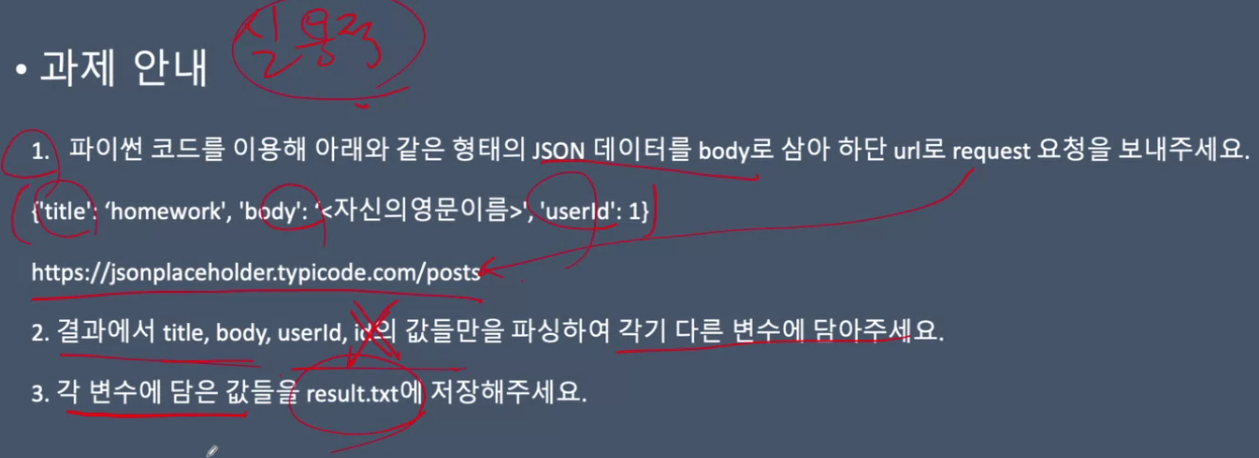 • 과제 안내 실용적
1. 파이썬 코드를 이용해 아래와 같은 형태의 JSON 데이터를 body로 삼아 하단 url로 request 요청을 보내주세요.
{'title': ‘homework', 'body': ‘<자신의영문이름>', 'userId': 1}
https://jsonplaceholder.typicode.com/posts
2. 결과에서 title, body, userId, id의 값들만을 파싱하여 각기 다른 변수에 담아주세요.
3. 각 변수에 담은 값들을 result.txt에 저장해주세요.